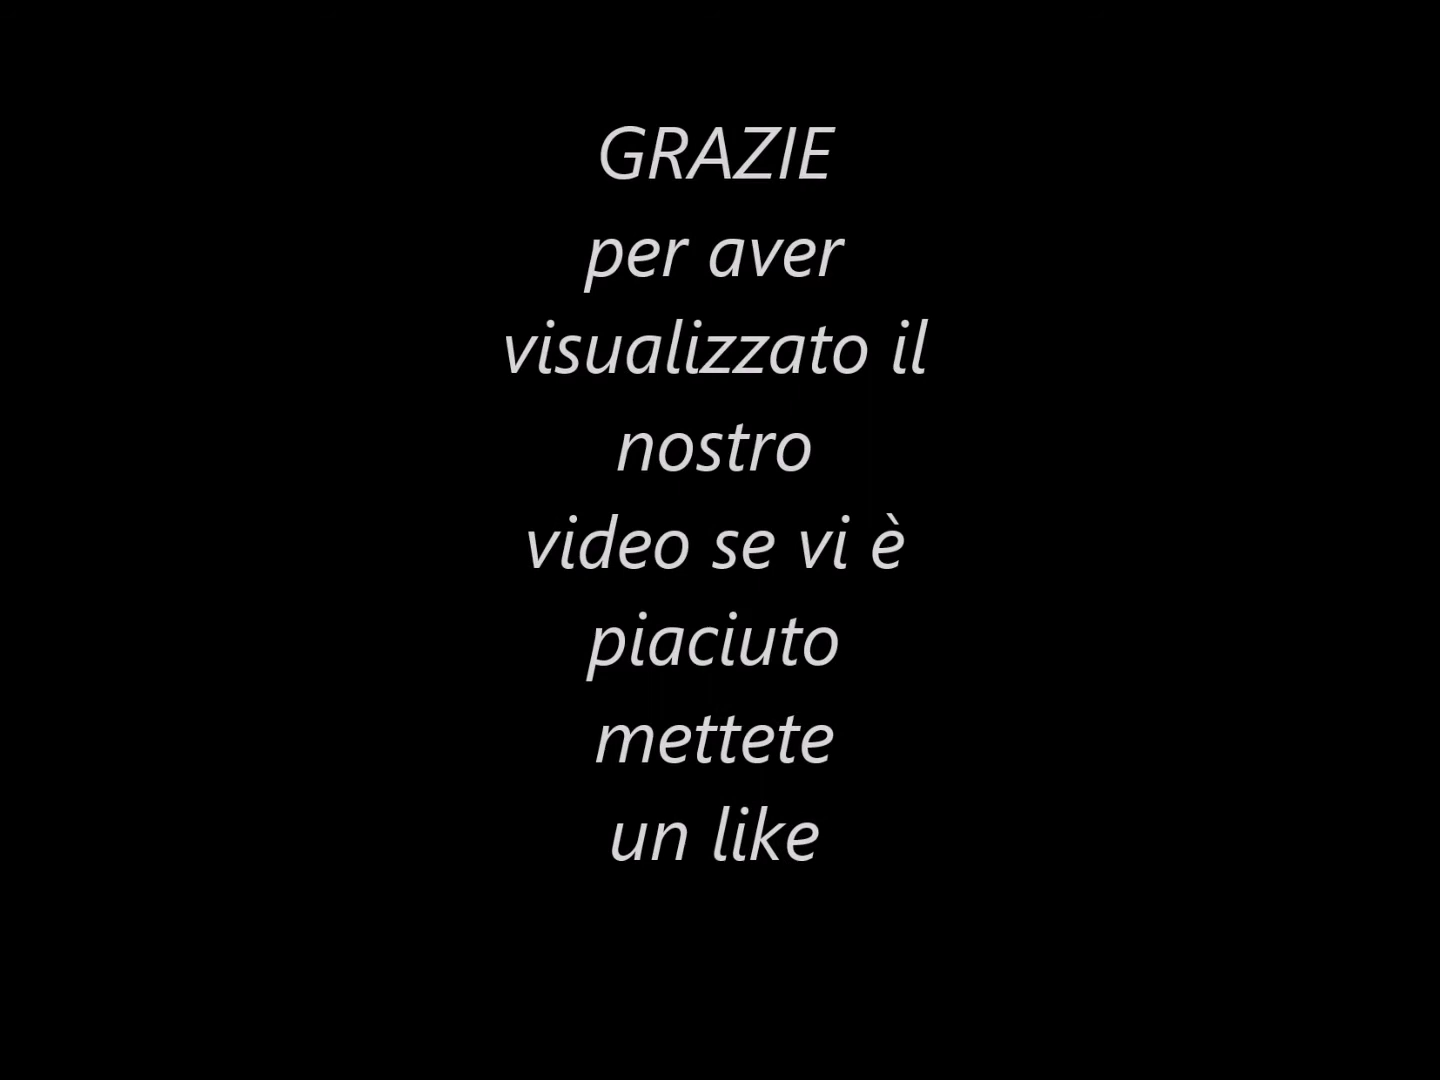 GRAZIE
per aver
visualizzato il
nostro
video se vi è
piaciuto
mettete
un like